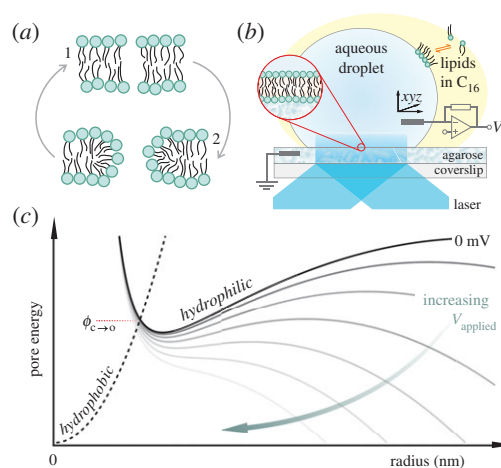 (a)
1
2
(b)
aqueous
droplet
lipids
in C₁₆
xyz
V
agarose
coverslip
laser
(c)
pore energy
0 mV
hydrophilic
hydrophobic
ϕc→o
increasing
Vapplied
0
radius (nm)